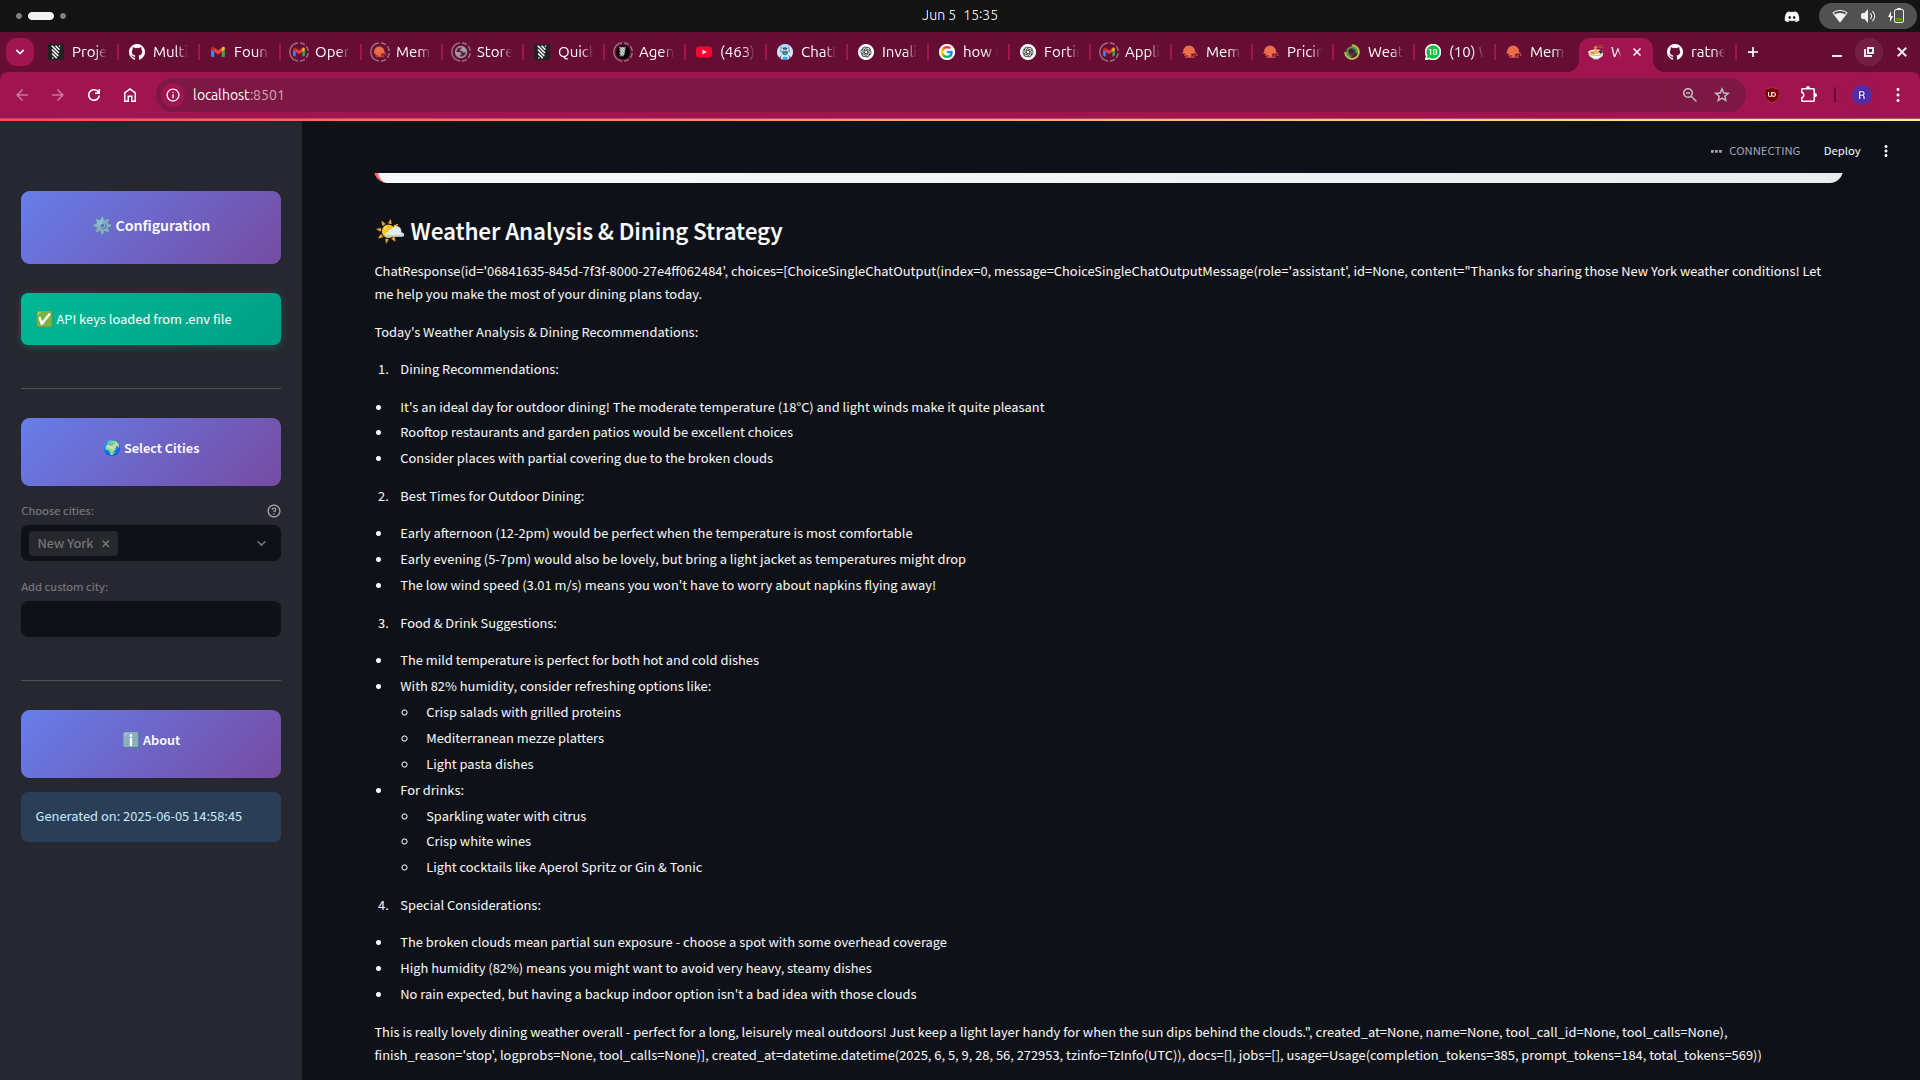 Jun 5 15:35
Proje
Multi
Foun
Open
Mem
Store
Quic
Agen
(463)
Chat
Invali
how
Forti
Appli
Mem
Pricin
Weat
(10)
Mem
ratne
localhost:8501
R
CONNECTING
Deploy
⚙️ Configuration
✅ API keys loaded from .env file
🌍 Select Cities
Choose cities:
New York
Add custom city:
ℹ️ About
Generated on: 2025-06-05 14:58:45
🌤️ Weather Analysis & Dining Strategy
ChatResponse(id='06841635-845d-7f3f-8000-27e4ff062484', choices=[ChoiceSingleChatOutput(index=0, message=ChoiceSingleChatOutputMessage(role='assistant', id=None, content="Thanks for sharing those New York weather conditions! Let
me help you make the most of your dining plans today.
Today's Weather Analysis & Dining Recommendations:
1. Dining Recommendations:
• It's an ideal day for outdoor dining! The moderate temperature (18°C) and light winds make it quite pleasant
• Rooftop restaurants and garden patios would be excellent choices
• Consider places with partial covering due to the broken clouds
2. Best Times for Outdoor Dining:
• Early afternoon (12-2pm) would be perfect when the temperature is most comfortable
• Early evening (5-7pm) would also be lovely, but bring a light jacket as temperatures might drop
• The low wind speed (3.01 m/s) means you won't have to worry about napkins flying away!
3. Food & Drink Suggestions:
• The mild temperature is perfect for both hot and cold dishes
• With 82% humidity, consider refreshing options like:
○ Crisp salads with grilled proteins
○ Mediterranean mezze platters
○ Light pasta dishes
• For drinks:
○ Sparkling water with citrus
○ Crisp white wines
○ Light cocktails like Aperol Spritz or Gin & Tonic
4. Special Considerations:
• The broken clouds mean partial sun exposure - choose a spot with some overhead coverage
• High humidity (82%) means you might want to avoid very heavy, steamy dishes
• No rain expected, but having a backup indoor option isn't a bad idea with those clouds
This is really lovely dining weather overall - perfect for a long, leisurely meal outdoors! Just keep a light layer handy for when the sun dips behind the clouds.", created_at=None, name=None, tool_call_id=None, tool_calls=None),
finish_reason='stop', logprobs=None, tool_calls=None)], created_at=datetime.datetime(2025, 6, 5, 9, 28, 56, 272953, tzinfo=TzInfo(UTC)), docs=[], jobs=[], usage=Usage(completion_tokens=385, prompt_tokens=184, total_tokens=569))